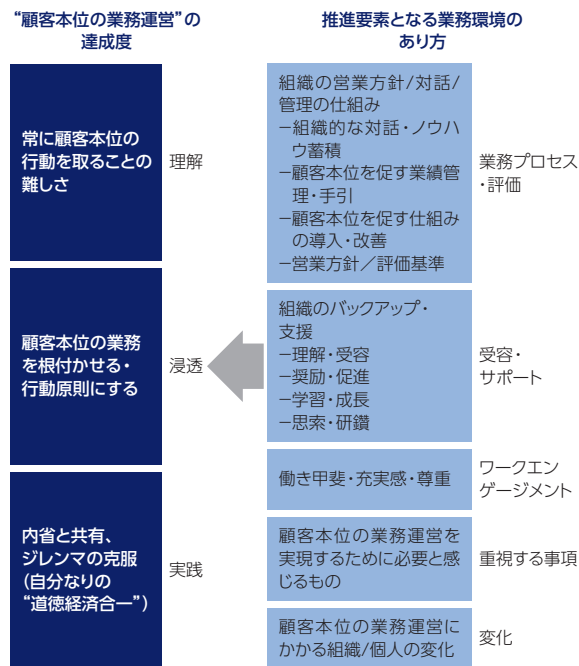 “顧客本位の業務運営”の
達成度
常に顧客本位の
行動を取ることの
難しさ
理解
顧客本位の業務
を根付かせる・
行動原則にする
浸透
内省と共有、
ジレンマの克服
（自分なりの
“道徳経済合一”）
実践
推進要素となる業務環境の
あり方
組織の営業方針/対話/
管理の仕組み
−組織的な対話・ノウハ
ウ蓄積
−顧客本位を促す業績管
理・手引
−顧客本位を促す仕組み
の導入・改善
−営業方針／評価基準
業務プロセス
・評価
組織のバックアップ・
支援
−理解・受容
−奨励・促進
−学習・成長
−思索・研鑽
受容・
サポート
働き甲斐・充実感・尊重
ワークエン
ゲージメント
顧客本位の業務運営を
実現するために必要と感
じるもの
重視する事項
顧客本位の業務運営に
かかる組織/個人の変化
変化